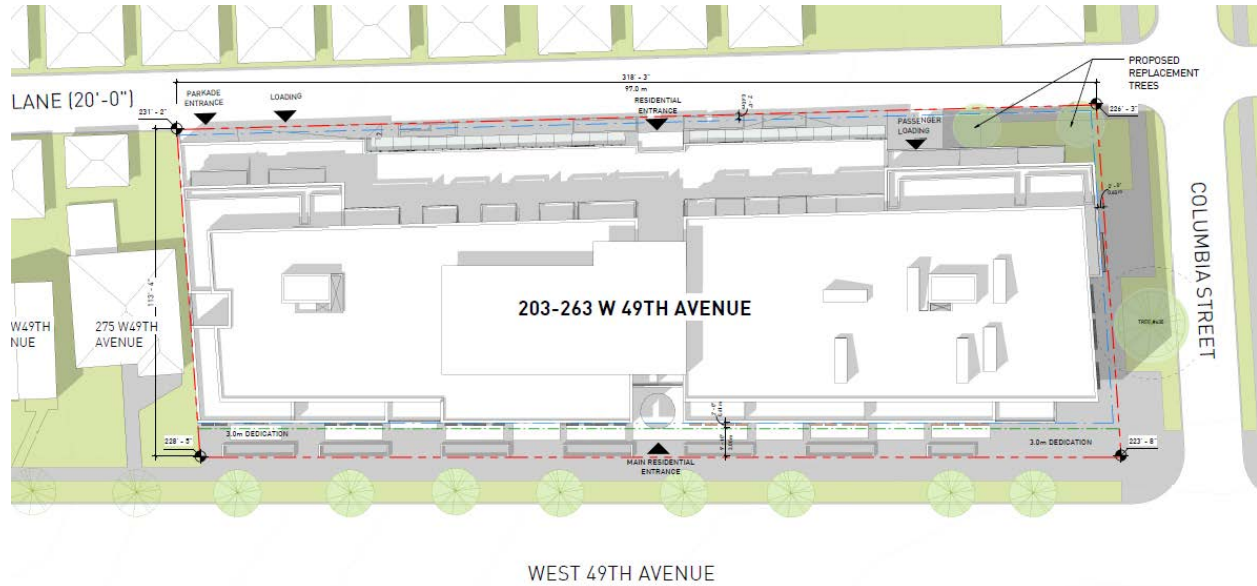 318' - 3"
97.0 m
PROPOSED
REPLACEMENT
TREES
LANE (20'-0")
PARKADE
ENTRANCE
LOADING
RESIDENTIAL
ENTRANCE
231' - 2"
226' - 3"
PASSENGER
LOADING
COLUMBIA STREET
113' - 4"
203-263 W 49TH AVENUE
W49TH
NUE
275 W49TH
AVENUE
228' - 5"
3.0m DEDICATION
3.0m DEDICATION
223' - 8"
MAIN RESIDENTIAL
ENTRANCE
WEST 49TH AVENUE